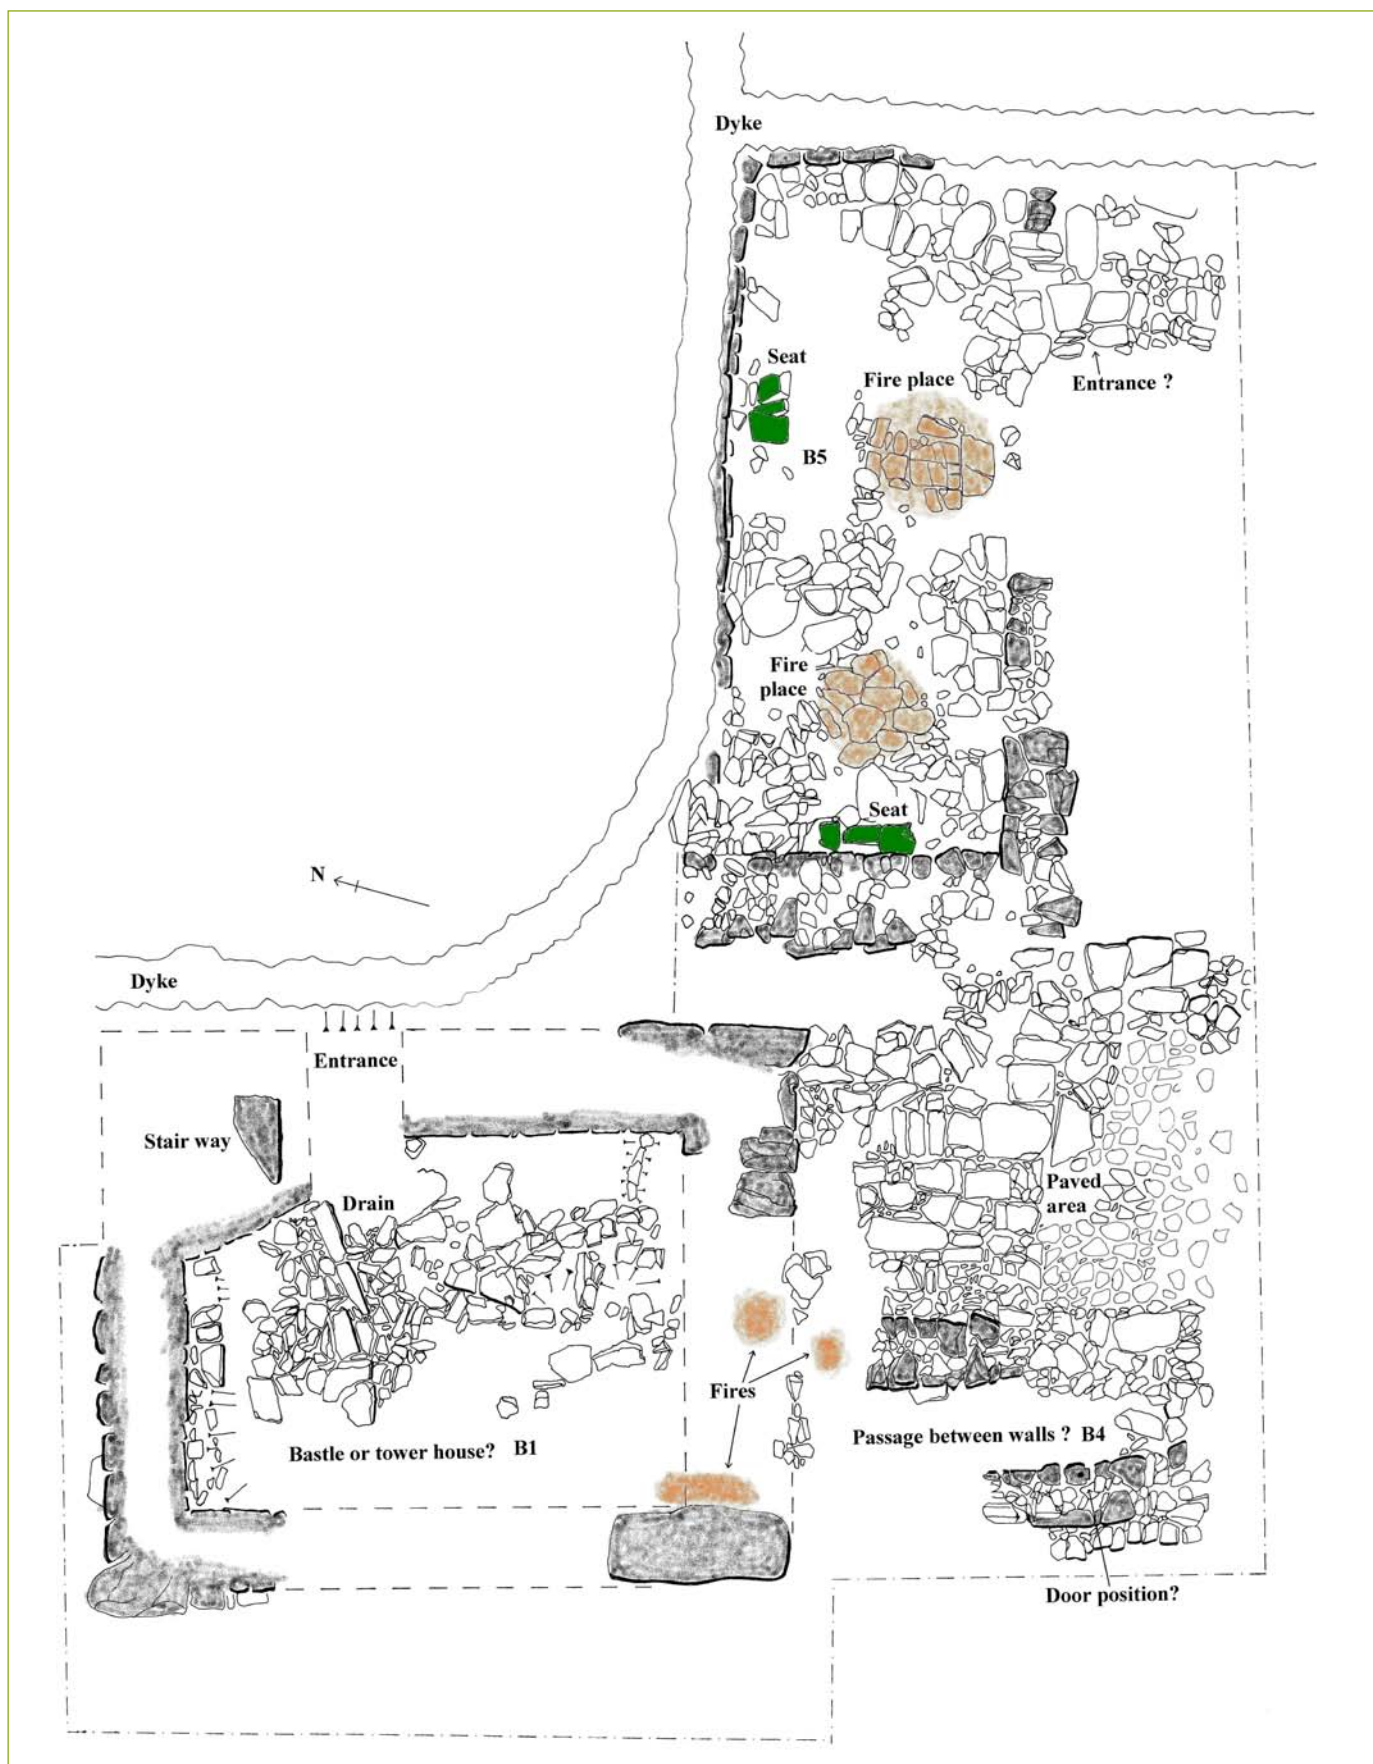 Dyke
Seat
Fire place
Entrance ?
B5
Fire
place
Seat
N
Dyke
Entrance
Stair way
Drain
Paved
area
Fires
Passage between walls ? B4
Bastle or tower house? B1
Door position?